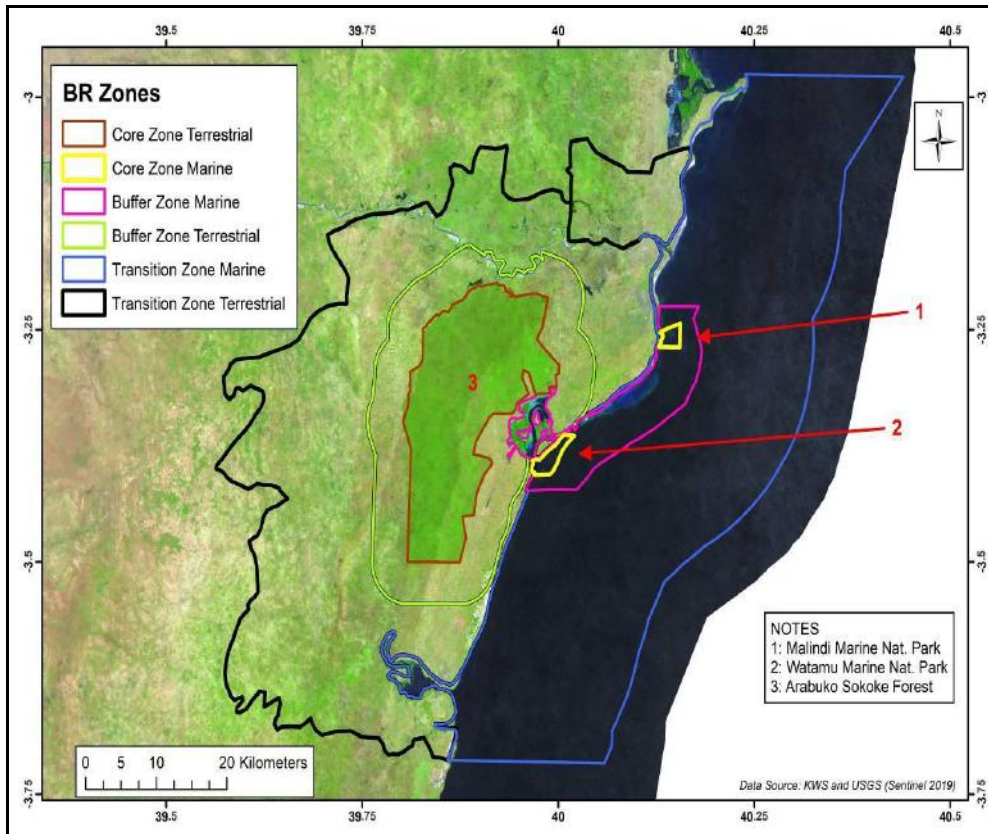 39.5 39.75 40 40.25 40.5
BR Zones
Core Zone Terrestrial
Core Zone Marine
Buffer Zone Marine
Buffer Zone Terrestrial
Transition Zone Marine
Transition Zone Terrestrial
N
-3 -3
-3.25 -3.25
1
3
2
-3.5 -3.5
NOTES
1: Malindi Marine Nat. Park
2: Watamu Marine Nat. Park
3: Arabuko Sokoke Forest
0 5 10 20 Kilometers
Data Source: KWS and USGS (Sentinel 2019)
-3.75 -3.75
39.5 39.75 40 40.25 40.5